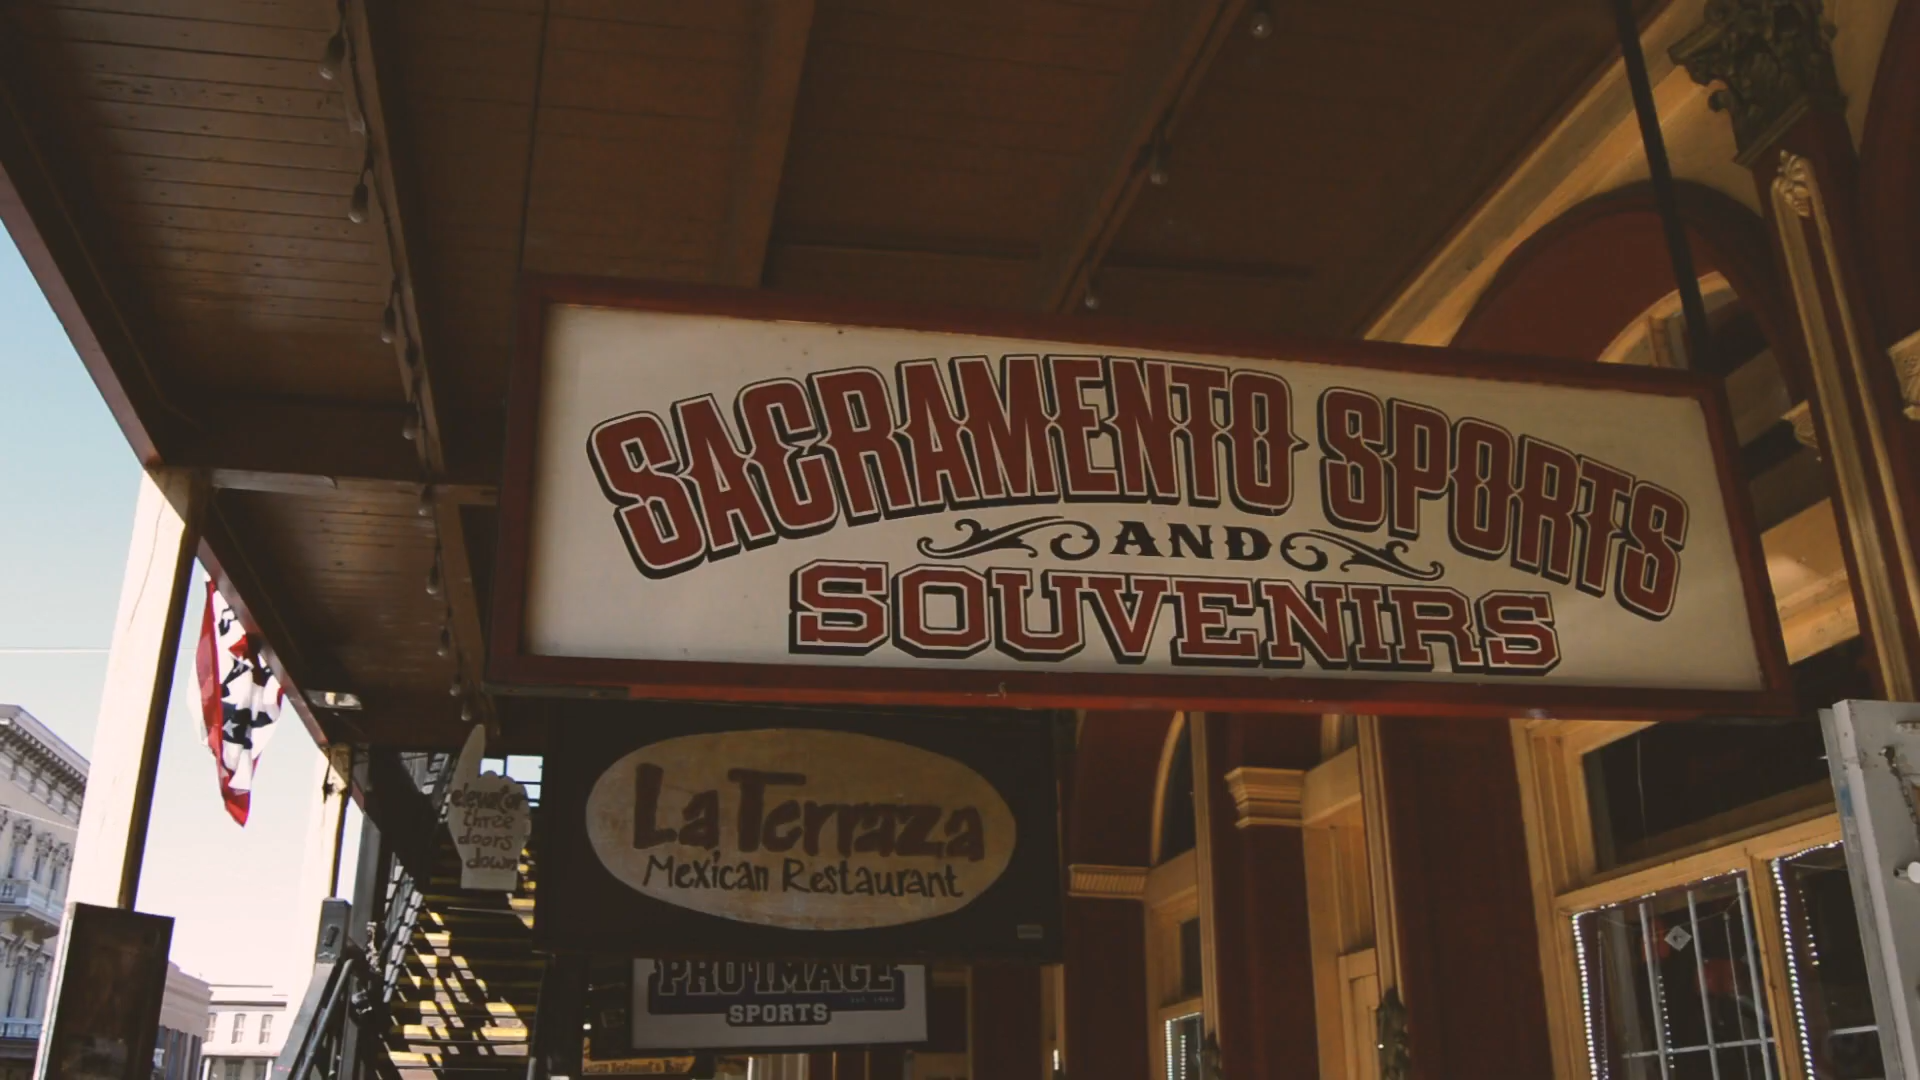 SACRAMENTO SPORTS
AND
SOUVENIRS
La Terraza
Mexican Restaurant
elevator
three
doors
down
PRO IMAGE
SPORTS